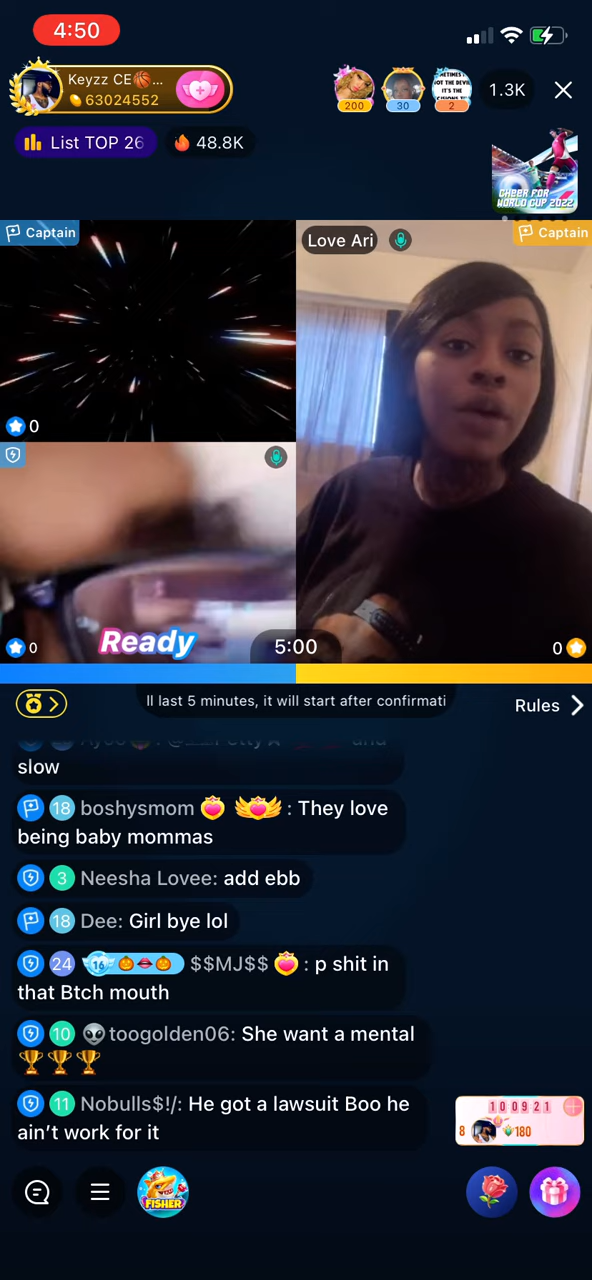 4:50
Keyzz CE🏀...
63024552
200
30
2
1.3K
List TOP 26
48.8K
CHEER FOR
WORLD CUP 2022
Captain
Love Ari
Captain
0
0
Ready
5:00
0
ll last 5 minutes, it will start after confirmati
Rules
and
slow
18 boshysmom : They love
being baby mommas
3 Neesha Lovee: add ebb
18 Dee: Girl bye lol
24 16 🎃👄🎃 $$MJ$$ : p shit in
that Btch mouth
10 👽toogolden06: She want a mental
🏆🏆🏆
11 Nobulls$!/: He got a lawsuit Boo he
ain't work for it
100921
8
180
FISHER